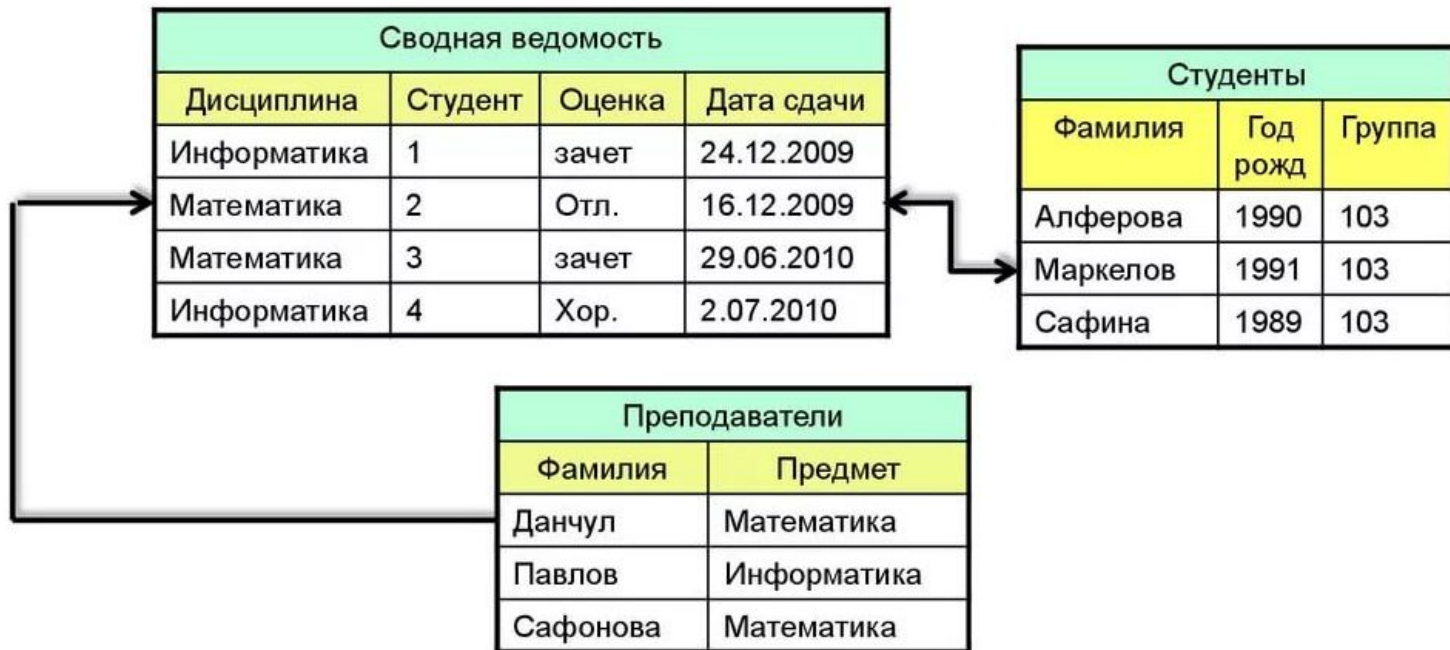 Сводная ведомость
Дисциплина Студент Оценка Дата сдачи
Информатика 1 зачет 24.12.2009
Математика 2 Отл. 16.12.2009
Математика 3 зачет 29.06.2010
Информатика 4 Хор. 2.07.2010
Студенты
Фамилия Год рожд Группа
Алферова 1990 103
Маркелов 1991 103
Сафина 1989 103
Преподаватели
Фамилия Предмет
Данчул Математика
Павлов Информатика
Сафонова Математика